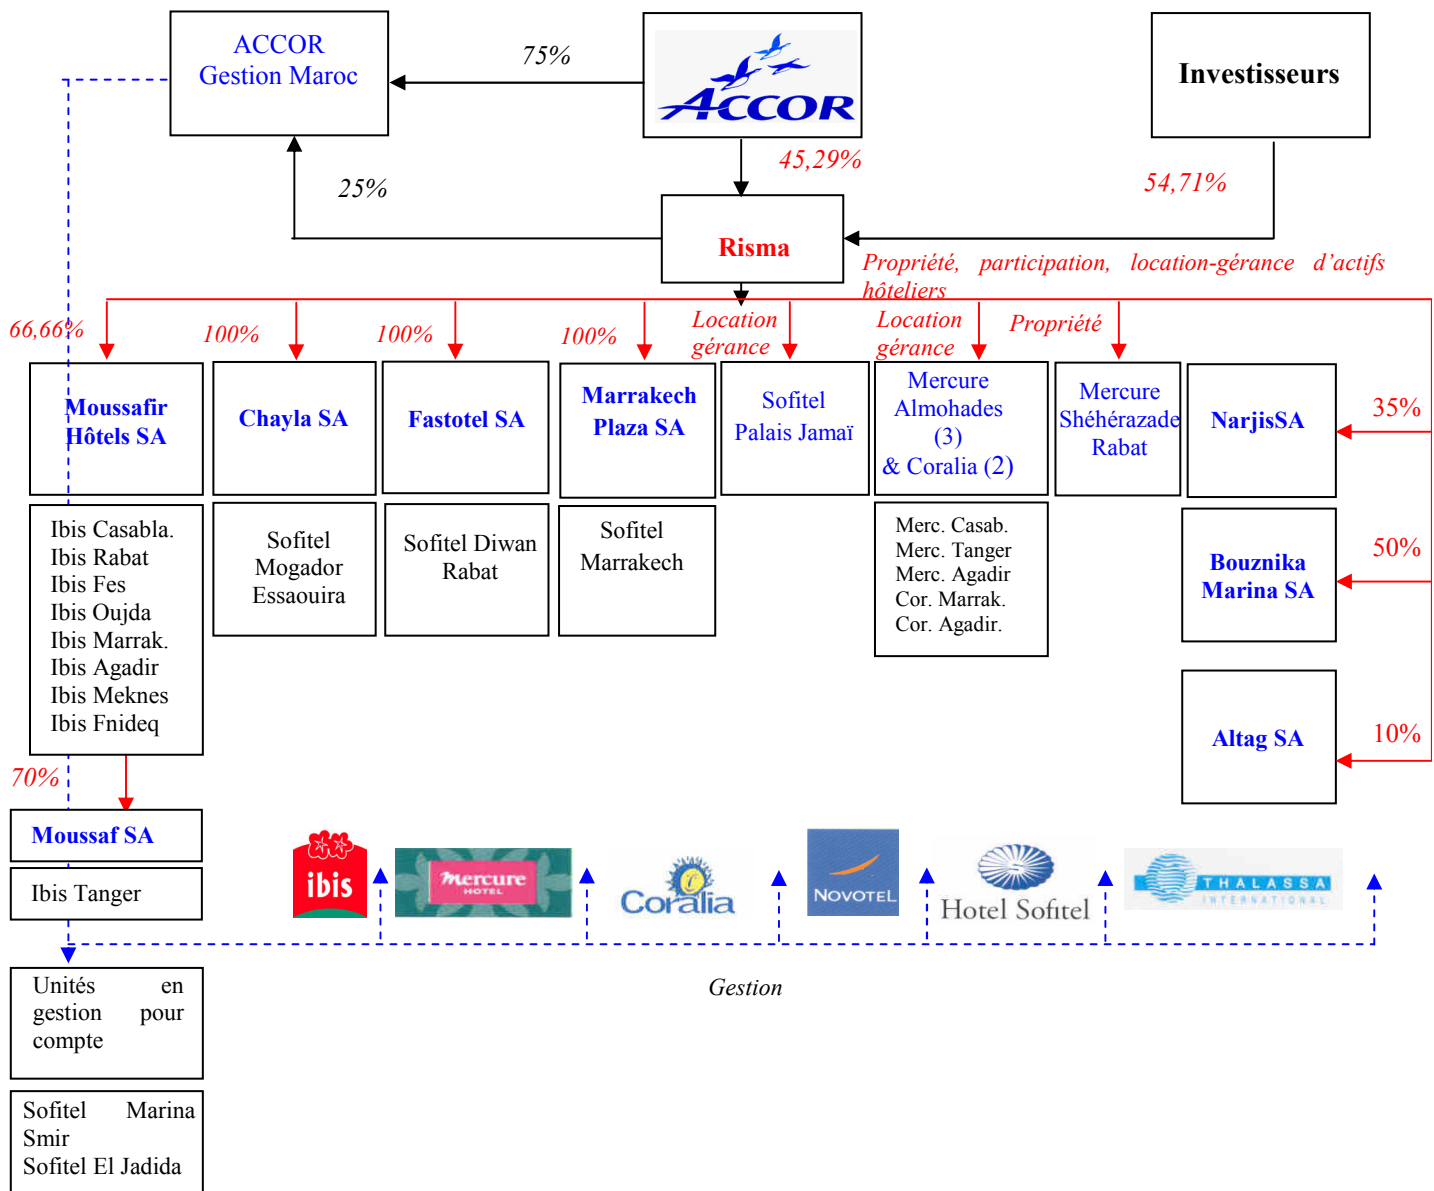 ACCOR
Gestion Maroc
75%
ACCOR
Investisseurs
45,29%
54,71%
25%
Risma
Propriété, participation, location-gérance d'actifs
hôteliers
66,66%
100%
100%
100%
Location
gérance
Location
gérance
Propriété
Moussafir
Hôtels SA
Chayla SA
Fastotel SA
Marrakech
Plaza SA
Sofitel
Palais Jamaï
Mercure
Almohades
(3)
& Coralia (2)
Mercure
Shéhérazade
Rabat
NarjisSA
35%
Ibis Casabla.
Ibis Rabat
Ibis Fes
Ibis Oujda
Ibis Marrak.
Ibis Agadir
Ibis Meknes
Ibis Fnideq
Sofitel
Mogador
Essaouira
Sofitel Diwan
Rabat
Sofitel
Marrakech
Merc. Casab.
Merc. Tanger
Merc. Agadir
Cor. Marrak.
Cor. Agadir.
Bouznika
Marina SA
50%
Altag SA
10%
70%
Moussaf SA
Ibis Tanger
ibis
Mercure
HOTEL
Coralia
NOVOTEL
Hotel Sofitel
THALASSA
INTERNATIONAL
Gestion
Unités en
gestion pour
compte
Sofitel Marina
Smir
Sofitel El Jadida